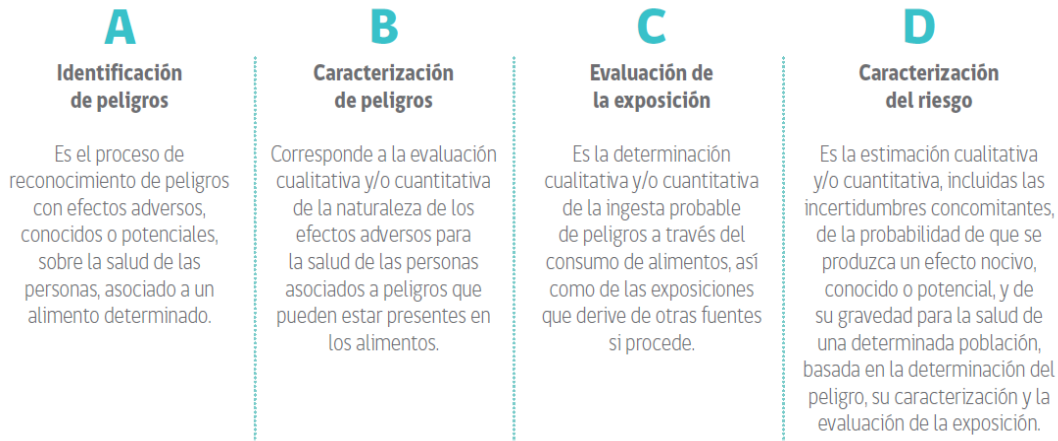 A
Identificación
de peligros
Es el proceso de
reconocimiento de peligros
con efectos adversos,
conocidos o potenciales,
sobre la salud de las
personas, asociado a un
alimento determinado.
B
Caracterización
de peligros
Corresponde a la evaluación
cualitativa y/o cuantitativa
de la naturaleza de los
efectos adversos para
la salud de las personas
asociados a peligros que
pueden estar presentes en
los alimentos.
C
Evaluación de
la exposición
Es la determinación
cualitativa y/o cuantitativa
de la ingesta probable
de peligros a través del
consumo de alimentos, así
como de las exposiciones
que derive de otras fuentes
si procede.
D
Caracterización
del riesgo
Es la estimación cualitativa
y/o cuantitativa, incluidas las
incertidumbres concomitantes,
de la probabilidad de que se
produzca un efecto nocivo,
conocido o potencial, y de
su gravedad para la salud de
una determinada población,
basada en la determinación del
peligro, su caracterización y la
evaluación de la exposición.